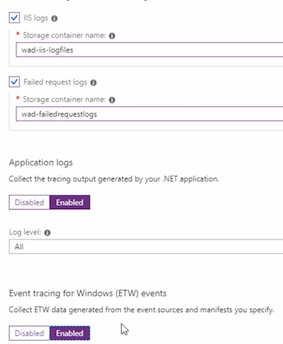 IIS logs
* Storage container name:
wad-iis-logfiles
Failed request logs
* Storage container name:
wad-failedrequestlogs
Application logs
Collect the tracing output generated by your .NET application.
Disabled Enabled
Log level:
All
Event tracing for Windows (ETW) events
Collect ETW data generated from the event sources and manifests you specify.
Disabled Enabled